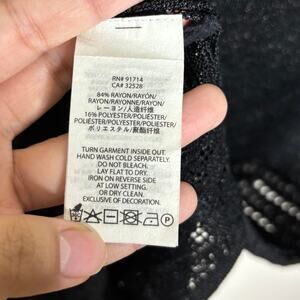 RN# 91714
CA# 32528
84% RAYON/RAYÓN/
RAYON/RAYONNE/RAYON/
レーヨン/人造纤维
16% POLYESTER/POLIÉSTER/
POLYESTER/POLYESTER/
POLIÉSTER/POLYESTER/
ポリエステル/聚酯纤维
TURN GARMENT INSIDE OUT.
HAND WASH COLD SEPARATELY.
DO NOT BLEACH.
LAY FLAT TO DRY.
IRON ON REVERSE SIDE
AT LOW SETTING.
OR DRY CLEAN.
EXCLUSIVE OF DECORATION.
P